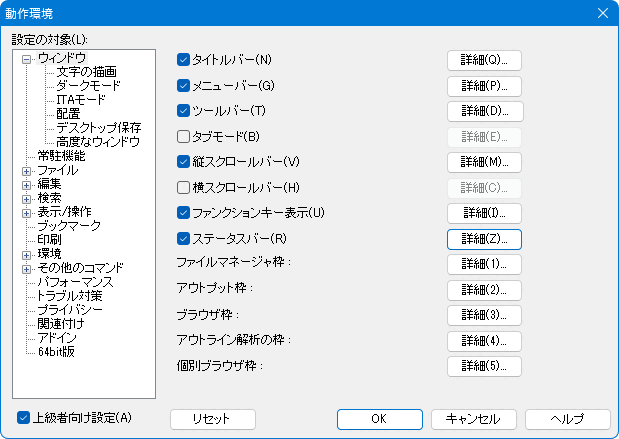 動作環境
設定の対象(L):
ウィンドウ
文字の描画
ダークモード
ITAモード
配置
デスクトップ保存
高度なウィンドウ
常駐機能
ファイル
編集
検索
表示/操作
ブックマーク
印刷
環境
その他のコマンド
パフォーマンス
トラブル対策
プライバシー
関連付け
アドイン
64bit版
タイトルバー(N) 詳細(Q)...
メニューバー(G) 詳細(P)...
ツールバー(T) 詳細(D)...
タブモード(B) 詳細(E)...
縦スクロールバー(V) 詳細(M)...
横スクロールバー(H) 詳細(C)...
ファンクションキー表示(U) 詳細(I)...
ステータスバー(R) 詳細(Z)...
ファイルマネージャ枠: 詳細(1)...
アウトプット枠: 詳細(2)...
ブラウザ枠: 詳細(3)...
アウトライン解析の枠: 詳細(4)...
個別ブラウザ枠: 詳細(5)...
上級者向け設定(A) リセット OK キャンセル ヘルプ